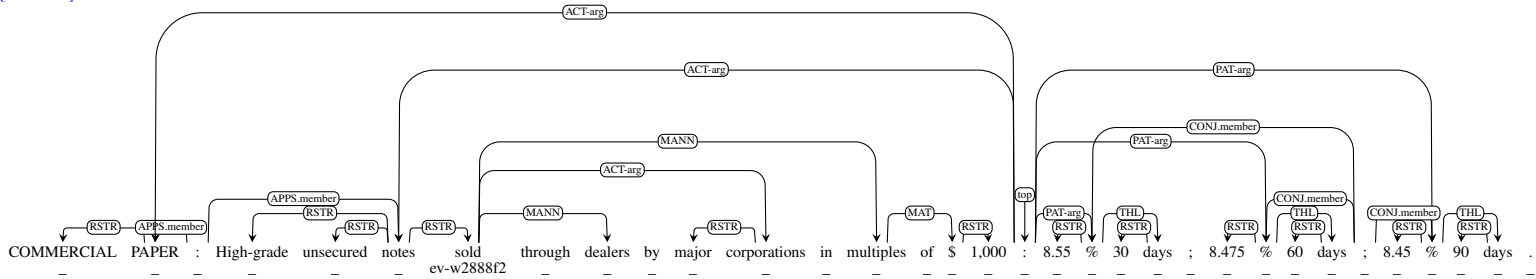 ACT-arg
ACT-arg PAT-arg
CONJ.member
MANN PAT-arg
ACT-arg
top
APPS.member CONJ.member
RSTR MANN MAT PAT-arg THL THL CONJ.member THL
RSTR APPS.member RSTR RSTR RSTR RSTR RSTR RSTR RSTR RSTR RSTR RSTR
COMMERCIAL PAPER : High-grade unsecured notes sold through dealers by major corporations in multiples of $ 1,000 : 8.55 % 30 days ; 8.475 % 60 days ; 8.45 % 90 days .
_ _ _ _ _ _ ev-w2888f2 _ _ _ _ _ _ _ _ _ _ _ _ _ _ _ _ _ _ _ _ _ _ _ _ _ _